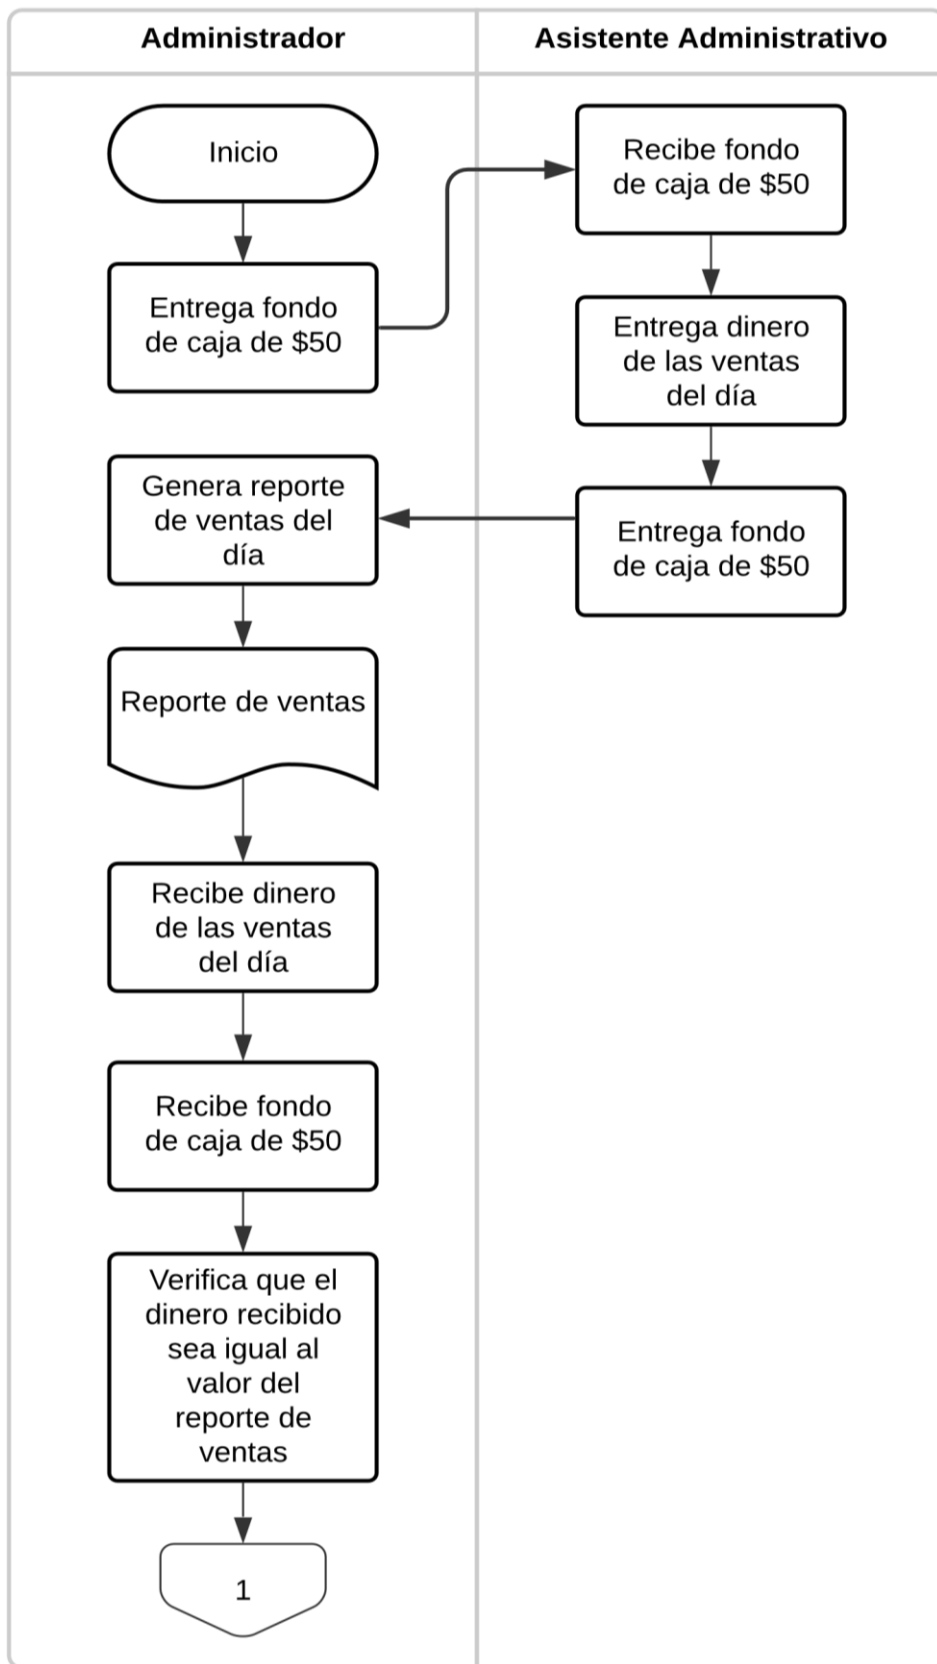 Administrador
Asistente Administrativo
Inicio
Entrega fondo
de caja de $50
Recibe fondo
de caja de $50
Entrega dinero
de las ventas
del día
Entrega fondo
de caja de $50
Genera reporte
de ventas del
día
Reporte de ventas
Recibe dinero
de las ventas
del día
Recibe fondo
de caja de $50
Verifica que el
dinero recibido
sea igual al
valor del
reporte de
ventas
1